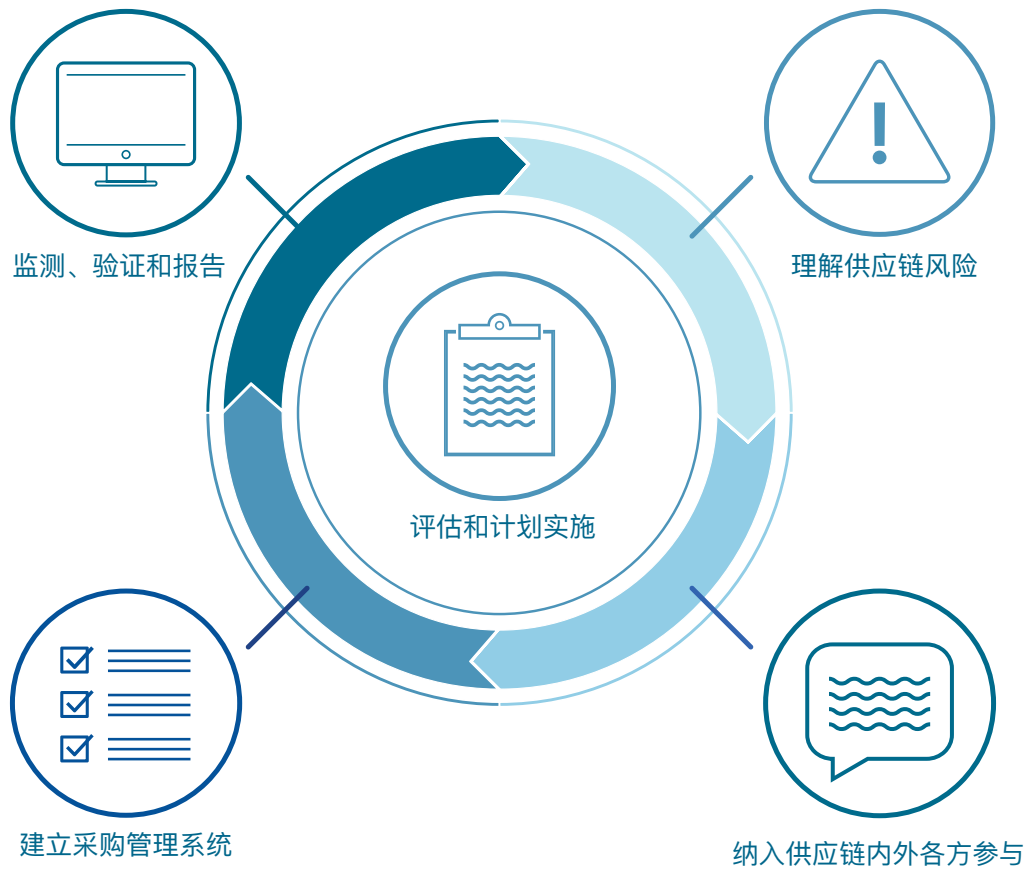 监测、验证和报告
理解供应链风险
评估和计划实施
建立采购管理系统
纳入供应链内外各方参与